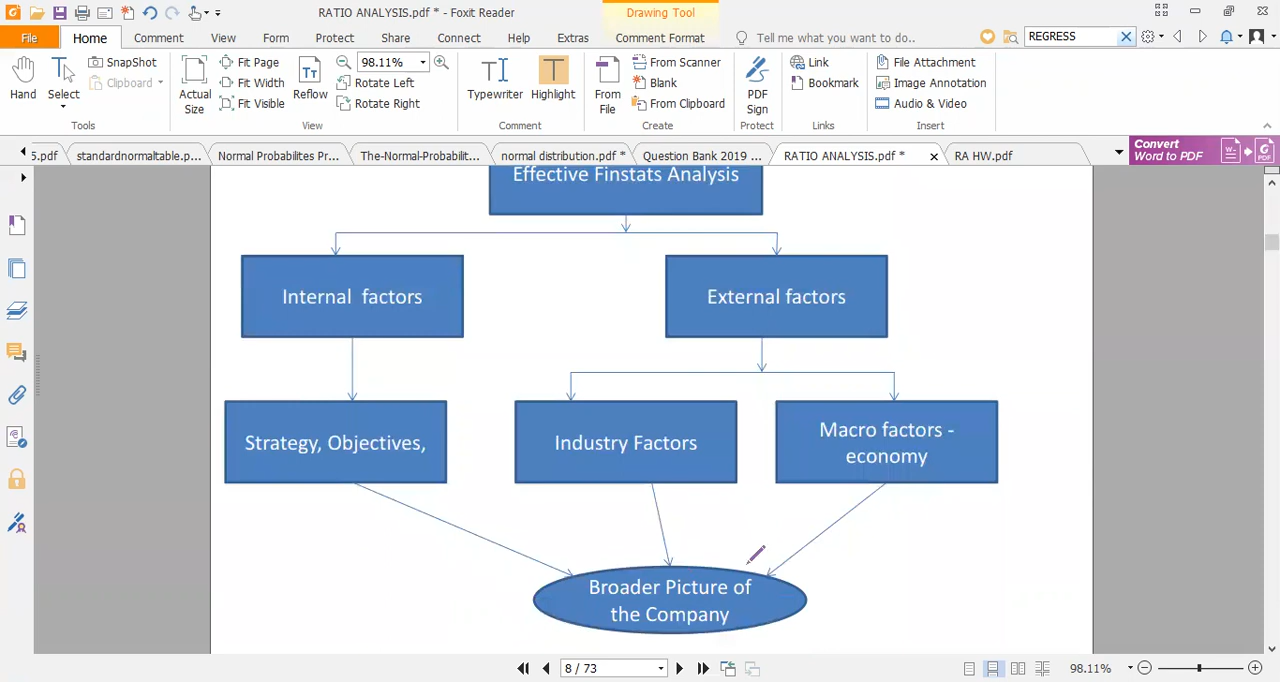 RATIO ANALYSIS.pdf * - Foxit Reader
Drawing Tool
File
Home
Comment
View
Form
Protect
Share
Connect
Help
Extras
Comment Format
Tell me what you want to do..
REGRESS
Hand
Select
SnapShot
Clipboard
Actual
Size
Fit Page
Fit Width
Fit Visible
Reflow
98.11%
Rotate Left
Rotate Right
Typewriter
Highlight
From
File
From Scanner
Blank
From Clipboard
PDF
Sign
Link
Bookmark
File Attachment
Image Annotation
Audio & Video
Tools
View
Comment
Create
Protect
Links
Insert
5.pdf
standardnormaltable.p...
Normal Probabilites Pr...
The-Normal-Probabilit...
normal distribution.pdf *
Question Bank 2019 ...
RATIO ANALYSIS.pdf *
RA HW.pdf
Convert
Word to PDF
Effective Finstats Analysis
Internal factors
External factors
Strategy, Objectives,
Industry Factors
Macro factors -
economy
Broader Picture of
the Company
8 / 73
98.11%